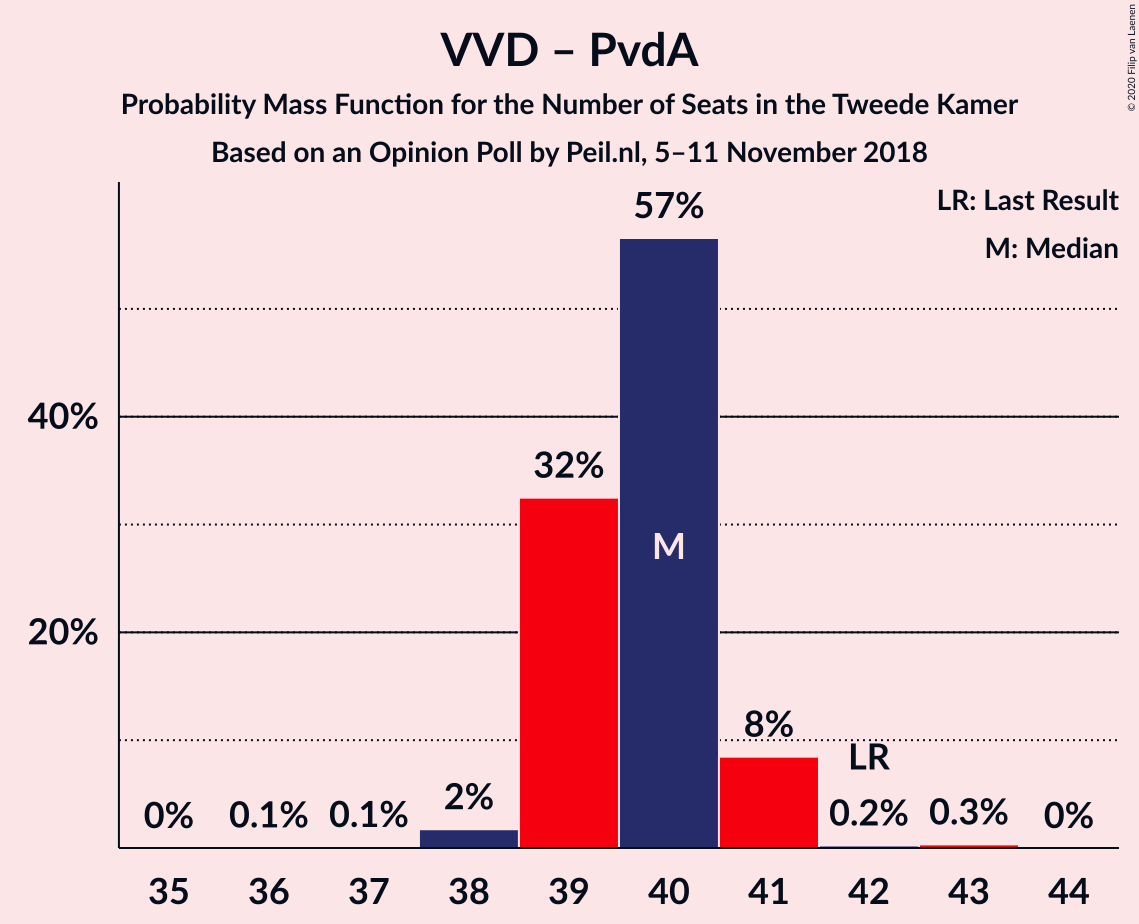 VVD – PvdA
Probability Mass Function for the Number of Seats in the Tweede Kamer
Based on an Opinion Poll by Peil.nl, 5–11 November 2018
© 2020 Filip van Laenen
LR: Last Result
M: Median
57%
40%
32%
M
20%
8%
LR
2%
0% 0.1% 0.1% 0.2% 0.3% 0%
35 36 37 38 39 40 41 42 43 44